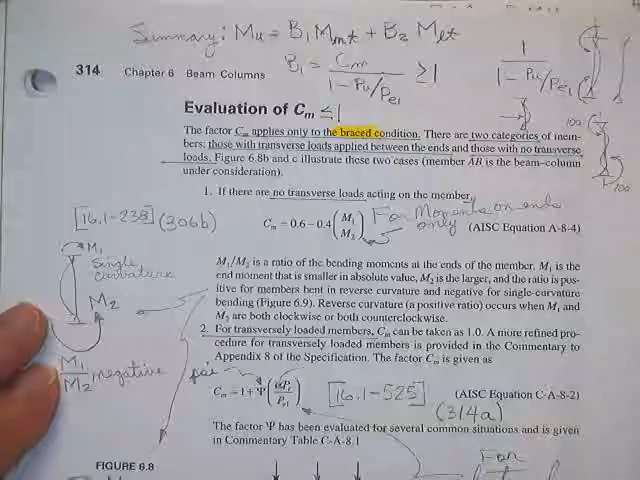 Summary: Mu = B1 Mnt + B2 Mlt
B1 = Cm / (1 - Pu/Pe1) ≥ 1
1 / (1 - Pu/Pe1)
314 Chapter 6 Beam Columns
Evaluation of Cm ≤ 1
The factor Cm applies only to the braced condition. There are two categories of mem-
bers: those with transverse loads applied between the ends and those with no transverse
loads. Figure 6.8b and c illustrate these two cases (member AB is the beam-column
under consideration).
100
100
1. If there are no transverse loads acting on the member,
[16.1-238] (306b)
Cm = 0.6 – 0.4 (M1/M2)
For Moments on ends
only
(AISC Equation A-8-4)
M1
Single
curvature
M2
M1/M2 is a ratio of the bending moments at the ends of the member. M1 is the
end moment that is smaller in absolute value, M2 is the larger, and the ratio is pos-
itive for members bent in reverse curvature and negative for single-curvature
bending (Figure 6.9). Reverse curvature (a positive ratio) occurs when M1 and
M2 are both clockwise or both counterclockwise.
2. For transversely loaded members, Cm can be taken as 1.0. A more refined pro-
cedure for transversely loaded members is provided in the Commentary to
Appendix 8 of the Specification. The factor Cm is given as
M1/M2 negative
psi
Cm = 1 + Ψ (αPr/Pe1)
[16.1-525]
(AISC Equation C-A-8-2)
(314a)
The factor Ψ has been evaluated for several common situations and is given
in Commentary Table C-A-8.1
For
FIGURE 6.8